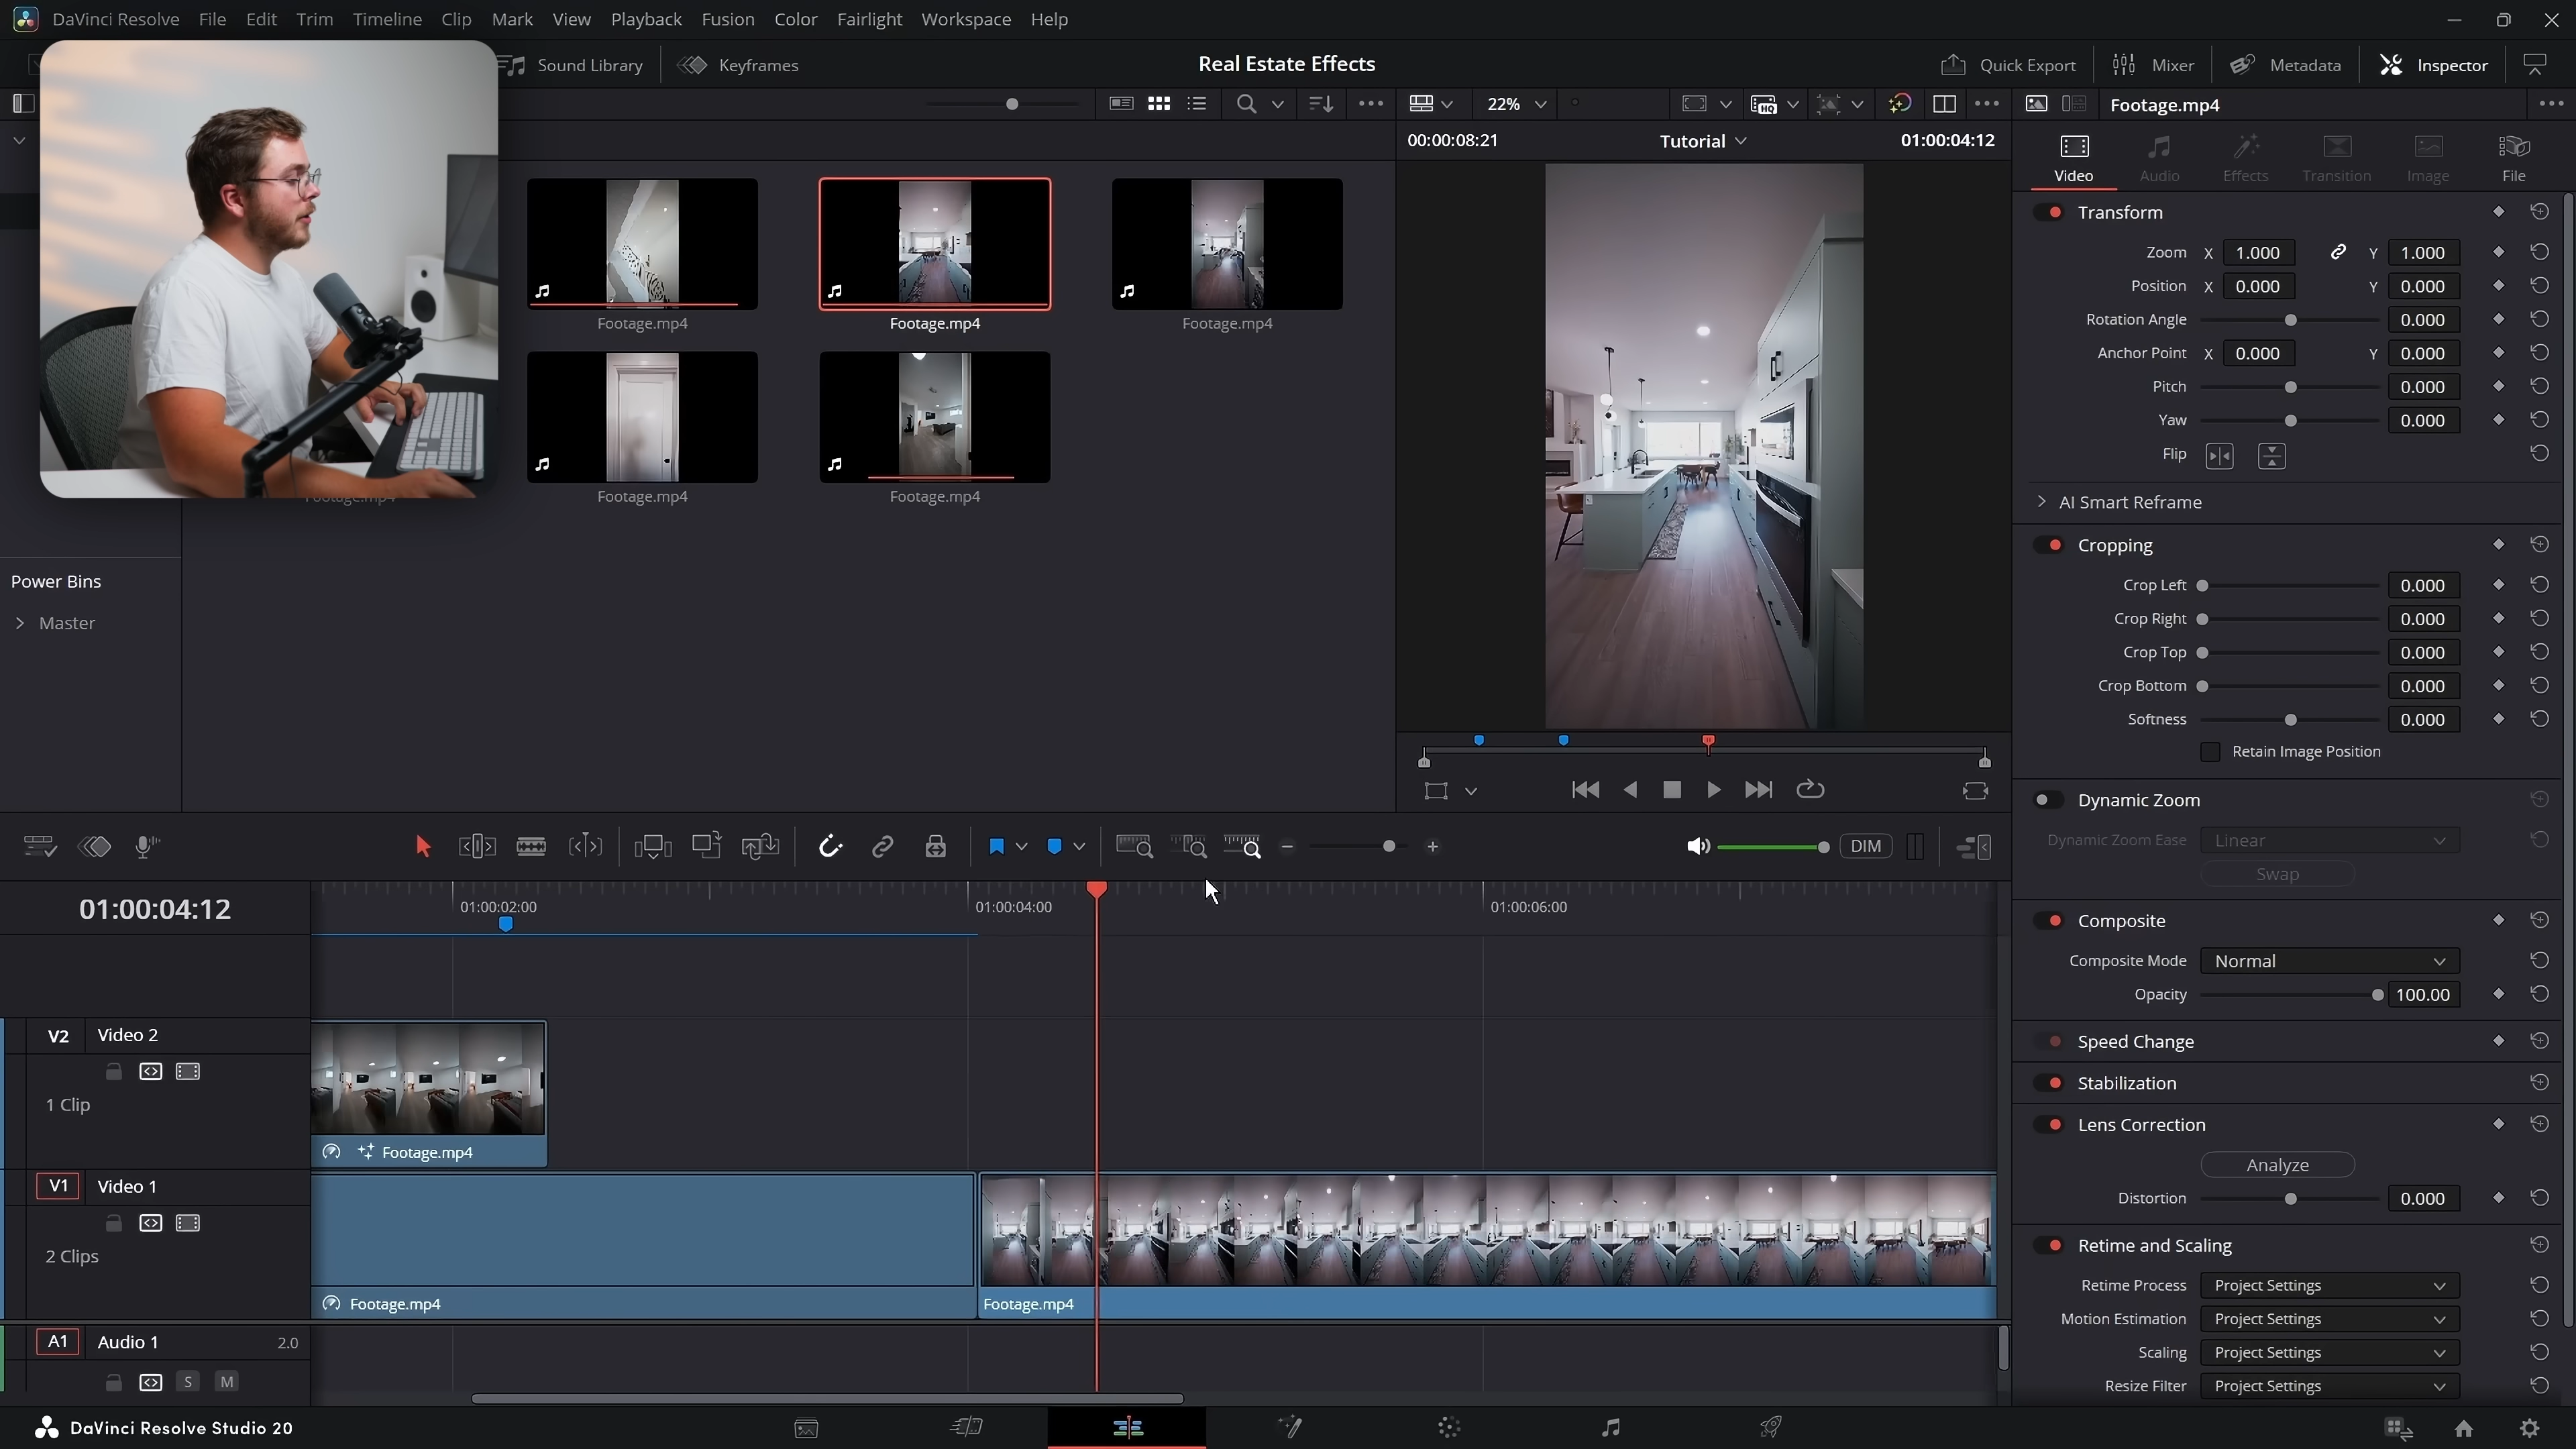 DaVinci Resolve File Edit Trim Timeline Clip Mark View Playback Fusion Color Fairlight Workspace Help
Sound Library Keyframes Real Estate Effects Quick Export Mixer Metadata Inspector
22% Footage.mp4
00:00:08:21 Tutorial 01:00:04:12
Video Audio Effects Transition Image File
Footage.mp4 Footage.mp4 Footage.mp4
Footage.mp4 Footage.mp4 Footage.mp4
Power Bins
Master
Transform
Zoom X 1.000 Y 1.000
Position X 0.000 Y 0.000
Rotation Angle 0.000
Anchor Point X 0.000 Y 0.000
Pitch 0.000
Yaw 0.000
Flip
AI Smart Reframe
Cropping
Crop Left 0.000
Crop Right 0.000
Crop Top 0.000
Crop Bottom 0.000
Softness 0.000
Retain Image Position
Dynamic Zoom
Dynamic Zoom Ease Linear
Swap
Composite
Composite Mode Normal
Opacity 100.00
Speed Change
Stabilization
Lens Correction
Analyze
Distortion 0.000
Retime and Scaling
Retime Process Project Settings
Motion Estimation Project Settings
Scaling Project Settings
Resize Filter Project Settings
DIM
01:00:04:12 01:00:02:00 01:00:04:00 01:00:06:00
V2 Video 2
1 Clip
Footage.mp4
V1 Video 1
2 Clips
Footage.mp4 Footage.mp4
A1 Audio 1 2.0
S M
DaVinci Resolve Studio 20